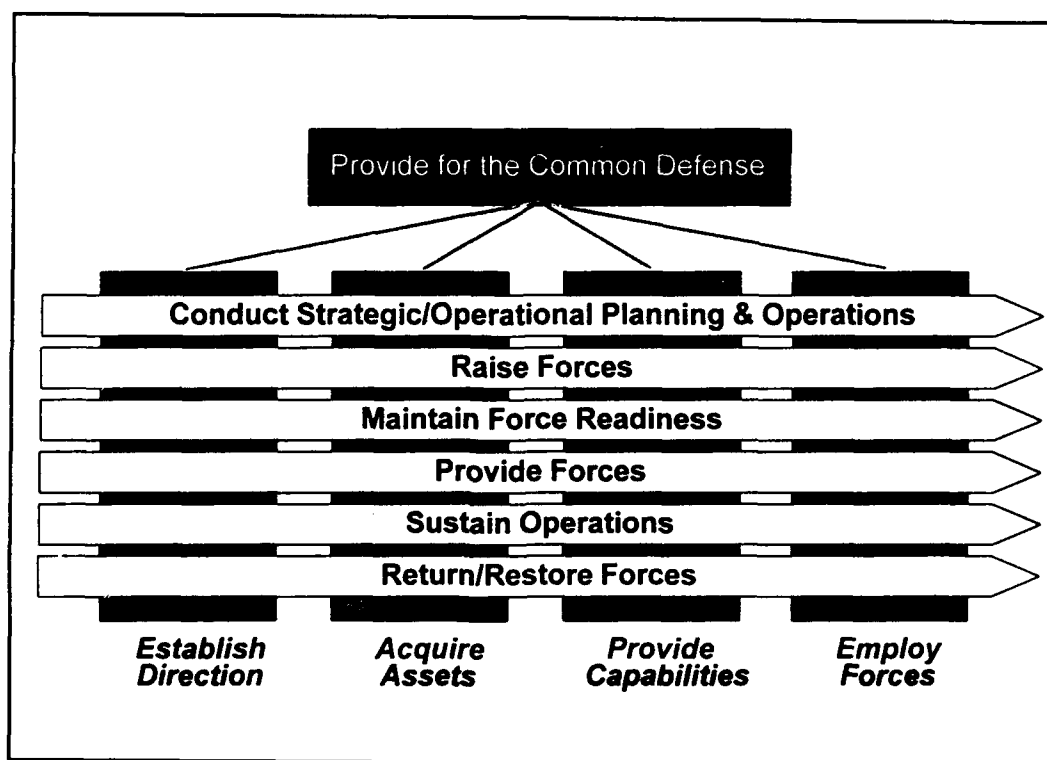 Provide for the Common Defense
Conduct Strategic/Operational Planning & Operations
Raise Forces
Maintain Force Readiness
Provide Forces
Sustain Operations
Return/Restore Forces
Establish
Direction
Acquire
Assets
Provide
Capabilities
Employ
Forces